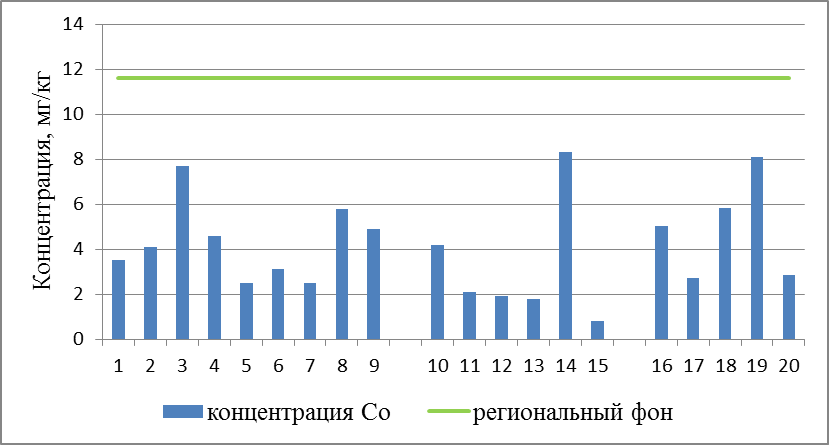 Концентрация, мг/кг
14
12
10
8
6
4
2
0
1 2 3 4 5 6 7 8 9 10 11 12 13 14 15 16 17 18 19 20
концентрация Co региональный фон